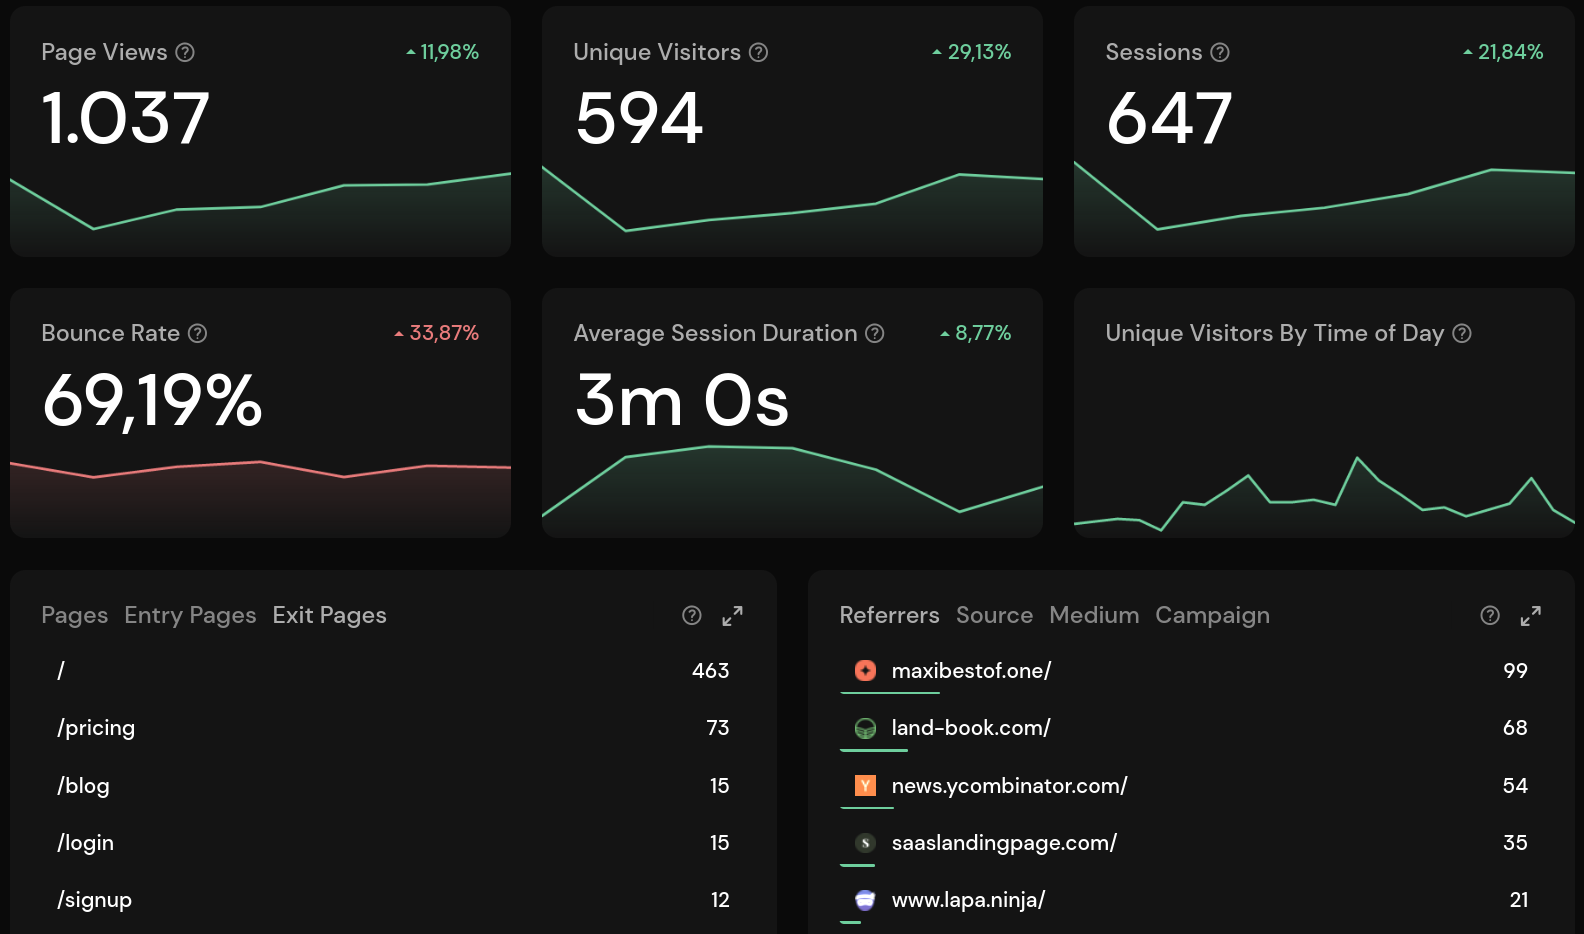 Page Views
11,98%
1.037
Unique Visitors
29,13%
594
Sessions
21,84%
647
Bounce Rate
33,87%
69,19%
Average Session Duration
8,77%
3m 0s
Unique Visitors By Time of Day
Pages Entry Pages Exit Pages
/ 463
/pricing 73
/blog 15
/login 15
/signup 12
Referrers Source Medium Campaign
maxibestof.one/ 99
land-book.com/ 68
Y news.ycombinator.com/ 54
S saaslandingpage.com/ 35
www.lapa.ninja/ 21